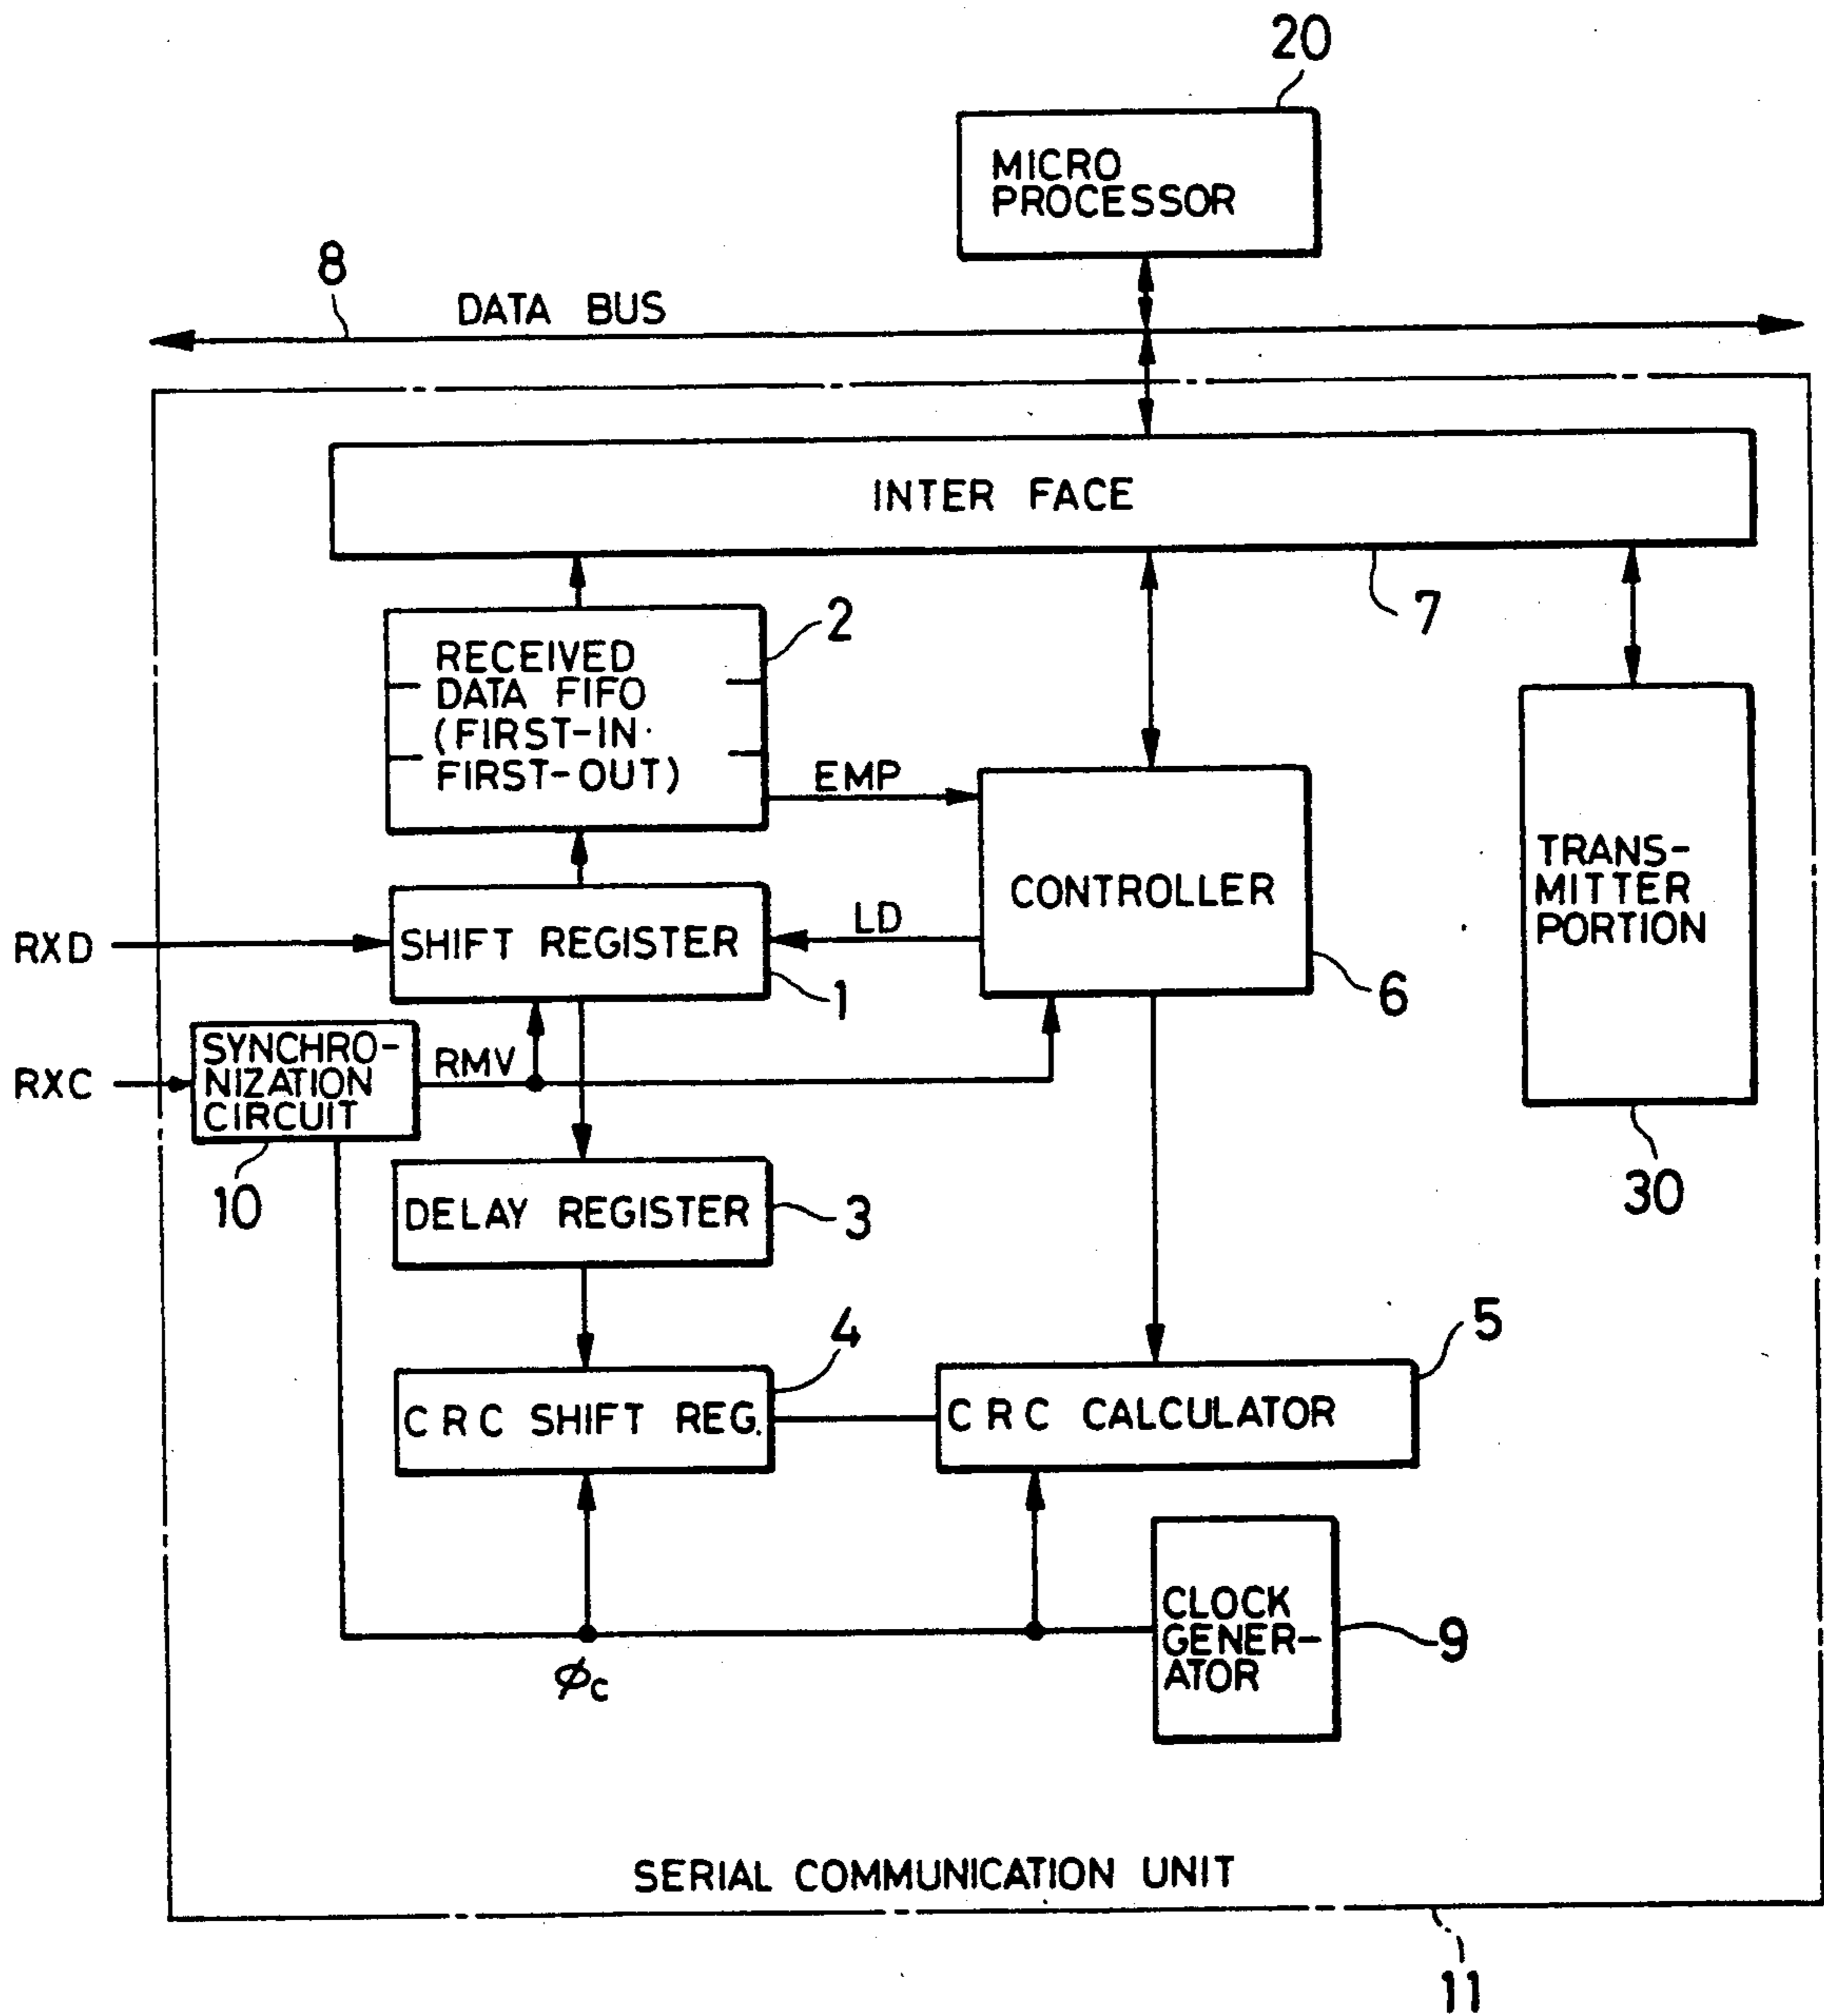 20
MICRO
PROCESSOR
8
DATA BUS
INTER FACE
7
2
RECEIVED
DATA FIFO
(FIRST-IN
FIRST-OUT)
EMP
CONTROLLER
6
TRANS-
MITTER
PORTION
30
RXD
SHIFT REGISTER
LD
1
RXC
SYNCHRO-
NIZATION
CIRCUIT
RMV
10
DELAY REGISTER
3
4
CRC SHIFT REG.
5
CRC CALCULATOR
CLOCK
GENER-
ATOR
9
φc
SERIAL COMMUNICATION UNIT
11